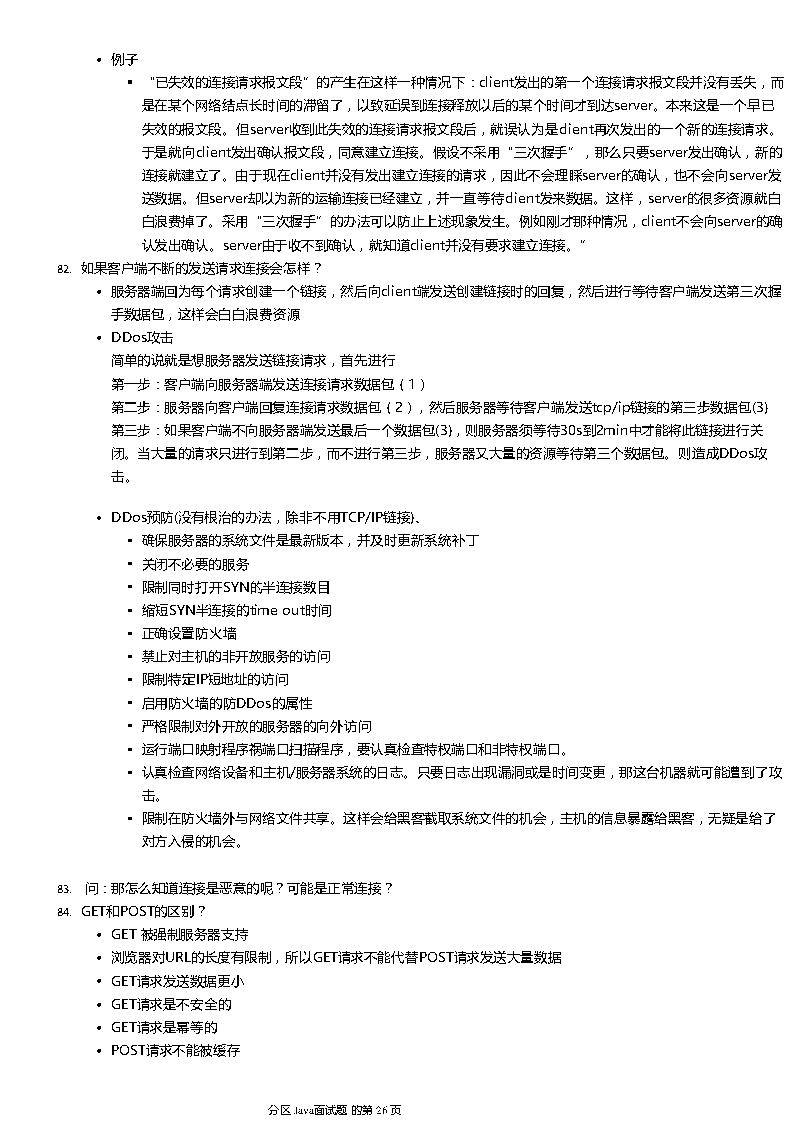 • 例子
▪ “已失效的连接请求报文段”的产生在这样一种情况下：client发出的第一个连接请求报文段并没有丢失，而
是在某个网络结点长时间的滞留了，以致延误到连接释放以后的某个时间才到达server。本来这是一个早已
失效的报文段。但server收到此失效的连接请求报文段后，就误认为是client再次发出的一个新的连接请求。
于是就向client发出确认报文段，同意建立连接。假设不采用“三次握手”，那么只要server发出确认，新的
连接就建立了。由于现在client并没有发出建立连接的请求，因此不会理睬server的确认，也不会向server发
送数据。但server却以为新的运输连接已经建立，并一直等待client发来数据。这样，server的很多资源就白
白浪费掉了。采用“三次握手”的办法可以防止上述现象发生。例如刚才那种情况，client不会向server的确
认发出确认。server由于收不到确认，就知道client并没有要求建立连接。”
82. 如果客户端不断的发送请求连接会怎样？
• 服务器端回为每个请求创建一个链接，然后向client端发送创建链接时的回复，然后进行等待客户端发送第三次握
手数据包，这样会白白浪费资源
• DDos攻击
简单的说就是想服务器发送链接请求，首先进行
第一步：客户端向服务器端发送连接请求数据包（1）
第二步：服务器向客户端回复连接请求数据包（2），然后服务器等待客户端发送tcp/ip链接的第三步数据包(3)
第三步：如果客户端不向服务器端发送最后一个数据包(3)，则服务器须等待30s到2min中才能将此链接进行关
闭。当大量的请求只进行到第二步，而不进行第三步，服务器又大量的资源等待第三个数据包。则造成DDos攻
击。
• DDos预防(没有根治的办法，除非不用TCP/IP链接)、
▪ 确保服务器的系统文件是最新版本，并及时更新系统补丁
▪ 关闭不必要的服务
▪ 限制同时打开SYN的半连接数目
▪ 缩短SYN半连接的time out时间
▪ 正确设置防火墙
▪ 禁止对主机的非开放服务的访问
▪ 限制特定IP短地址的访问
▪ 启用防火墙的防DDos的属性
▪ 严格限制对外开放的服务器的向外访问
▪ 运行端口映射程序祸端口扫描程序，要认真检查特权端口和非特权端口。
▪ 认真检查网络设备和主机/服务器系统的日志。只要日志出现漏洞或是时间变更，那这台机器就可能遭到了攻
击。
▪ 限制在防火墙外与网络文件共享。这样会给黑客截取系统文件的机会，主机的信息暴露给黑客，无疑是给了
对方入侵的机会。
83. 问：那怎么知道连接是恶意的呢？可能是正常连接？
84. GET和POST的区别？
• GET 被强制服务器支持
• 浏览器对URL的长度有限制，所以GET请求不能代替POST请求发送大量数据
• GET请求发送数据更小
• GET请求是不安全的
• GET请求是幂等的
• POST请求不能被缓存
分区 Java面试题 的第 26 页